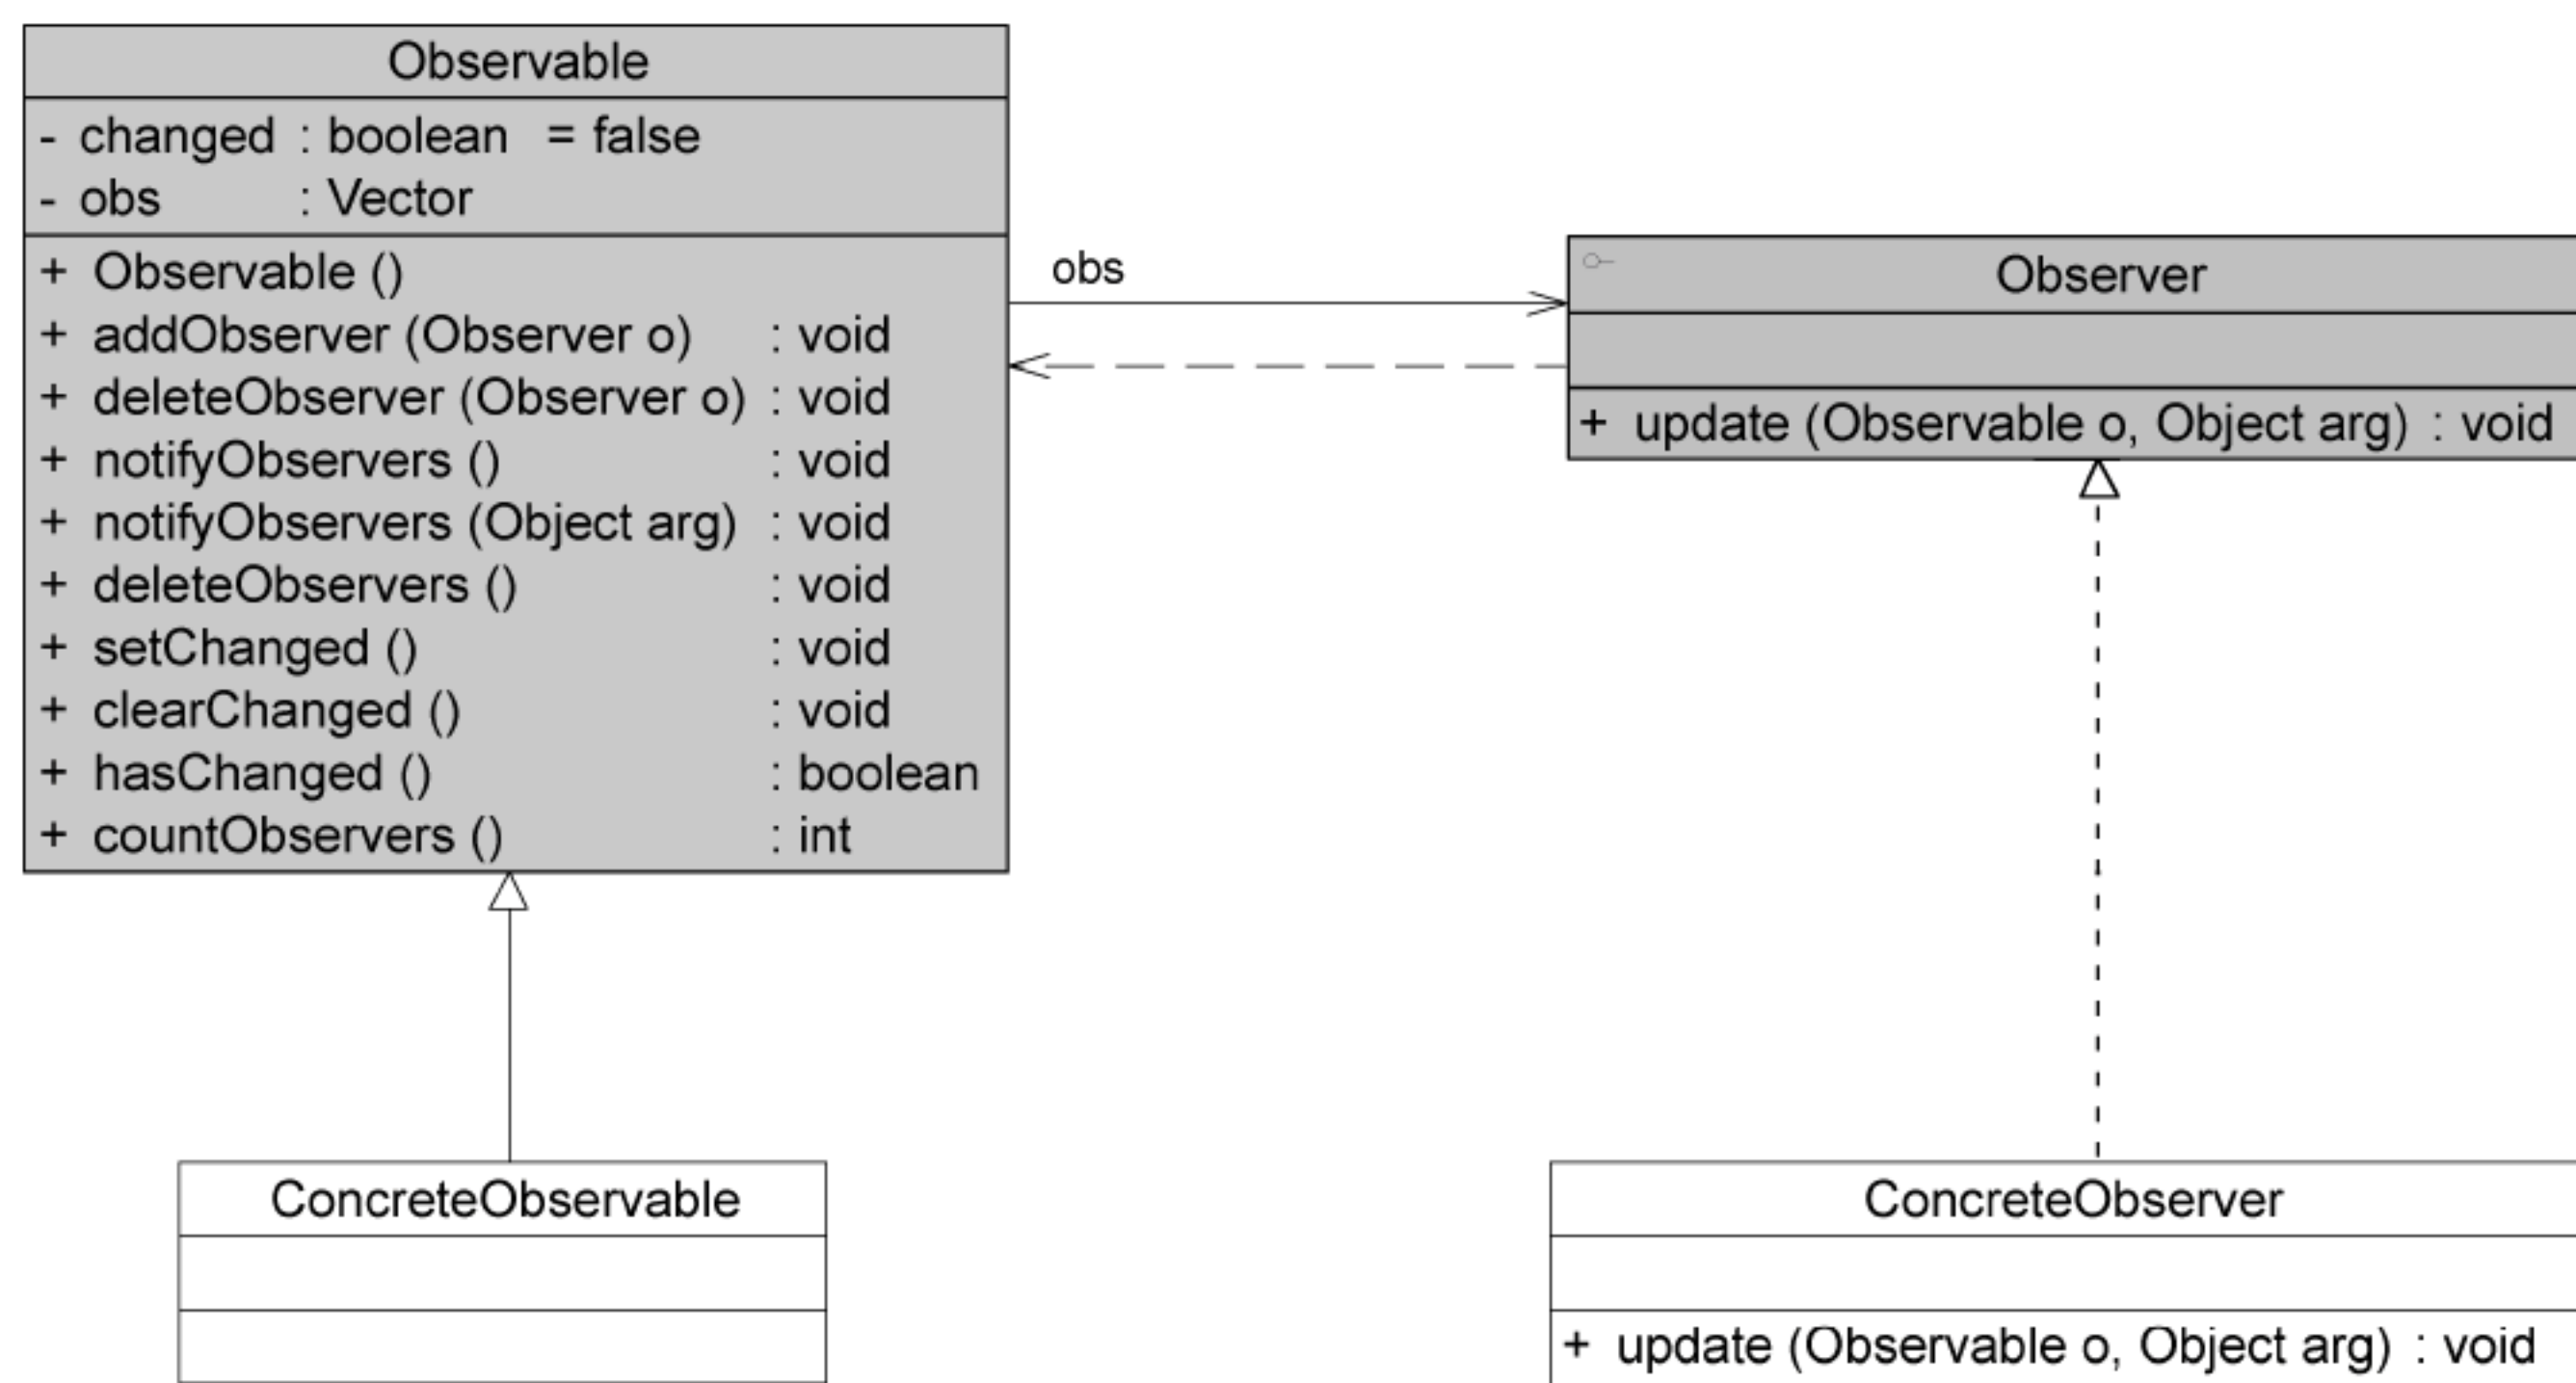 Observable
- changed : boolean = false
- obs : Vector
+ Observable ()
+ addObserver (Observer o) : void
+ deleteObserver (Observer o) : void
+ notifyObservers () : void
+ notifyObservers (Object arg) : void
+ deleteObservers () : void
+ setChanged () : void
+ clearChanged () : void
+ hasChanged () : boolean
+ countObservers () : int
obs
Observer
+ update (Observable o, Object arg) : void
ConcreteObservable
ConcreteObserver
+ update (Observable o, Object arg) : void